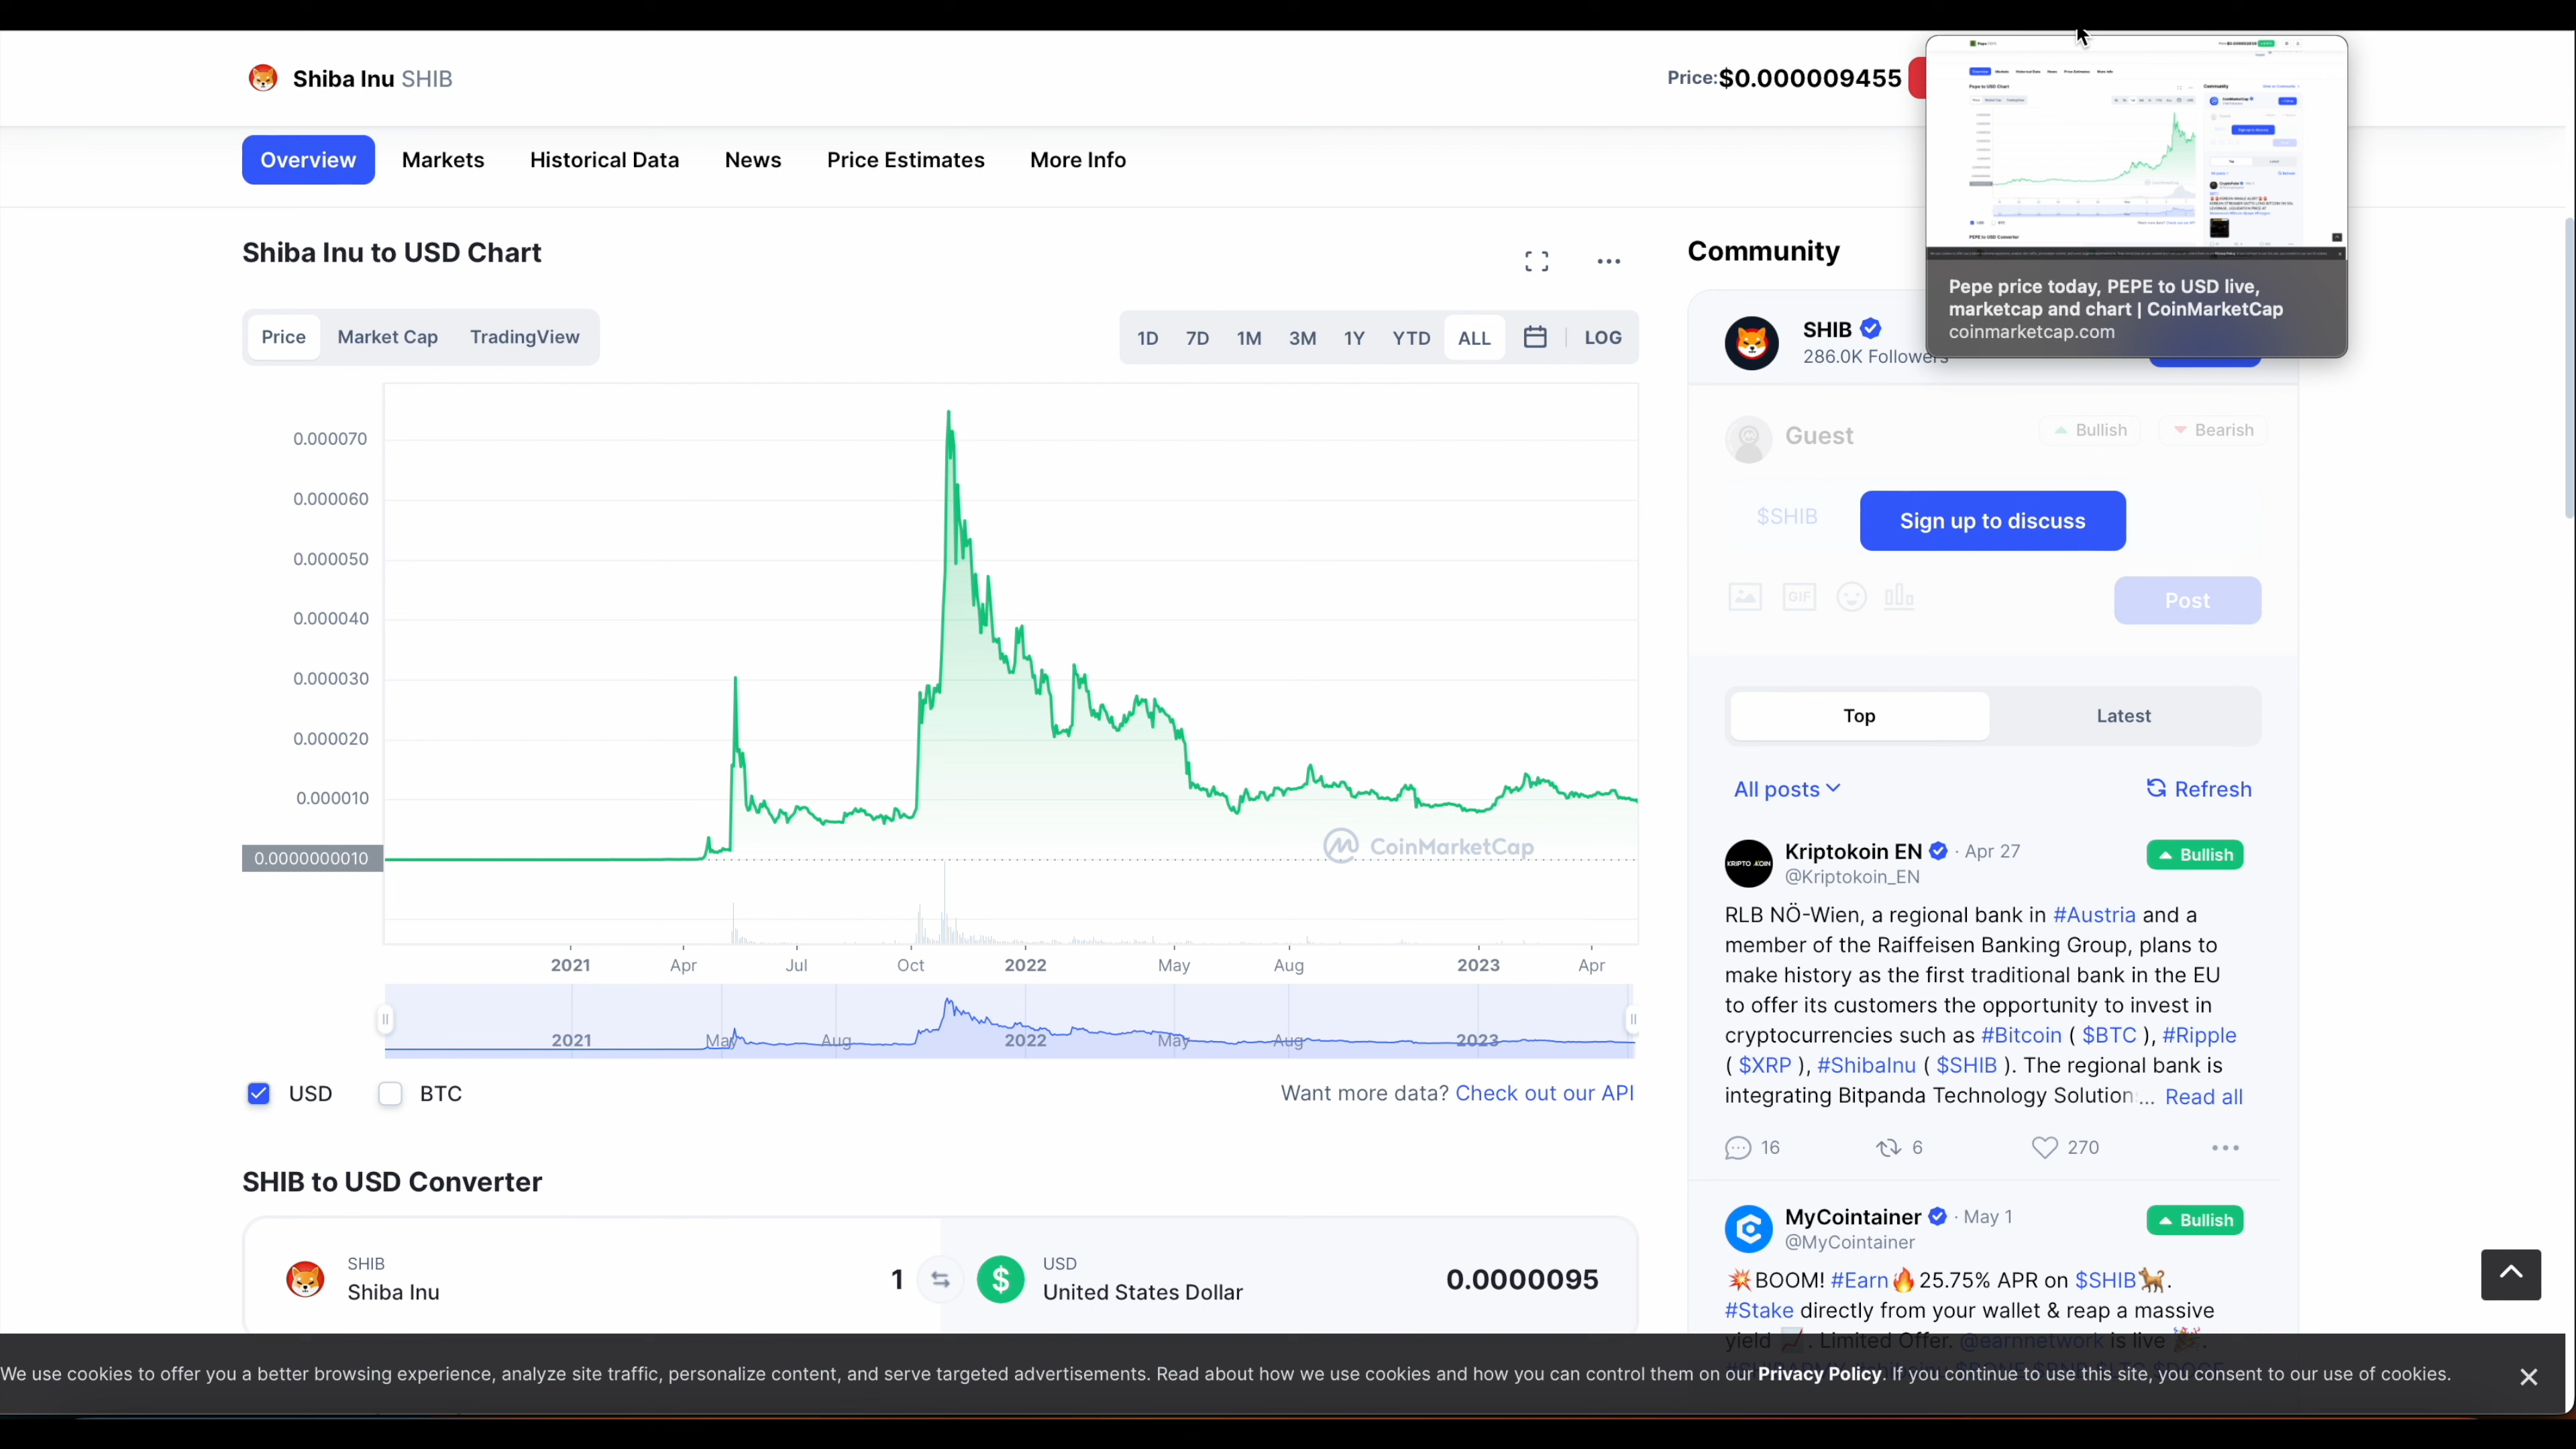 Shiba Inu SHIB
Price:$0.000009455
Overview
Markets
Historical Data
News
Price Estimates
More Info
Pepe price today, PEPE to USD live,
marketcap and chart | CoinMarketCap
coinmarketcap.com
Shiba Inu to USD Chart
Price
Market Cap
TradingView
1D
7D
1M
3M
1Y
YTD
ALL
LOG
0.000070
0.000060
0.000050
0.000040
0.000030
0.000020
0.000010
0.0000000010
CoinMarketCap
2021
Apr
Jul
Oct
2022
May
Aug
2023
Apr
2021
May
Aug
2022
May
Aug
2023
USD
BTC
Want more data? Check out our API
SHIB to USD Converter
SHIB
Shiba Inu
1
USD
United States Dollar
0.0000095
Community
SHIB
286.0K Followers
Guest
Bullish
Bearish
$SHIB
Sign up to discuss
GIF
Post
Top
Latest
All posts
Refresh
KRIPTO KOIN
Kriptokoin EN · Apr 27
@Kriptokoin_EN
Bullish
RLB NÖ-Wien, a regional bank in #Austria and a
member of the Raiffeisen Banking Group, plans to
make history as the first traditional bank in the EU
to offer its customers the opportunity to invest in
cryptocurrencies such as #Bitcoin ( $BTC ), #Ripple
( $XRP ), #ShibaInu ( $SHIB ). The regional bank is
integrating Bitpanda Technology Solution... Read all
16
6
270
MyCointainer · May 1
@MyCointainer
Bullish
💥BOOM! #Earn🔥25.75% APR on $SHIB🐕.
#Stake directly from your wallet & reap a massive
yield 📈. Limited Offer. @earnnetwork is live 🎉.
We use cookies to offer you a better browsing experience, analyze site traffic, personalize content, and serve targeted advertisements. Read about how we use cookies and how you can control them on our Privacy Policy. If you continue to use this site, you consent to our use of cookies.